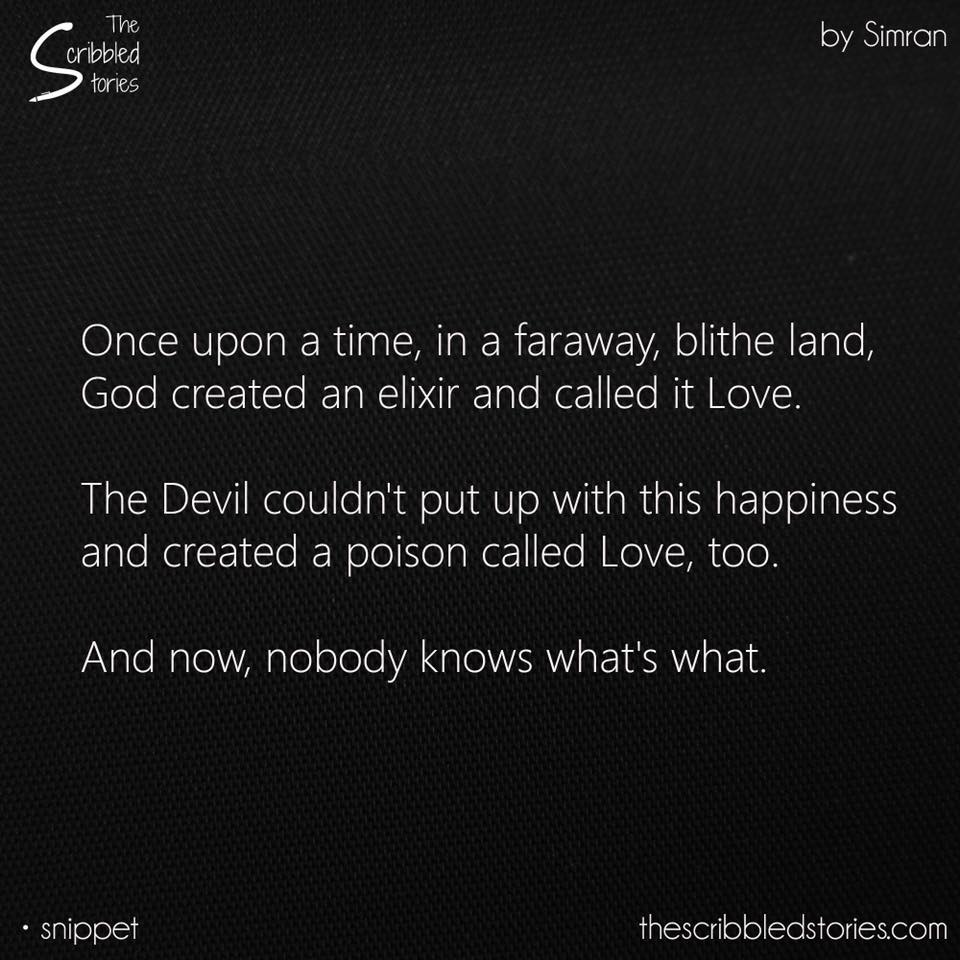 The
Scribbled
Stories
by Simran
Once upon a time, in a faraway, blithe land,
God created an elixir and called it Love.
The Devil couldn't put up with this happiness
and created a poison called Love, too.
And now, nobody knows what's what.
• snippet
thescribbledstories.com